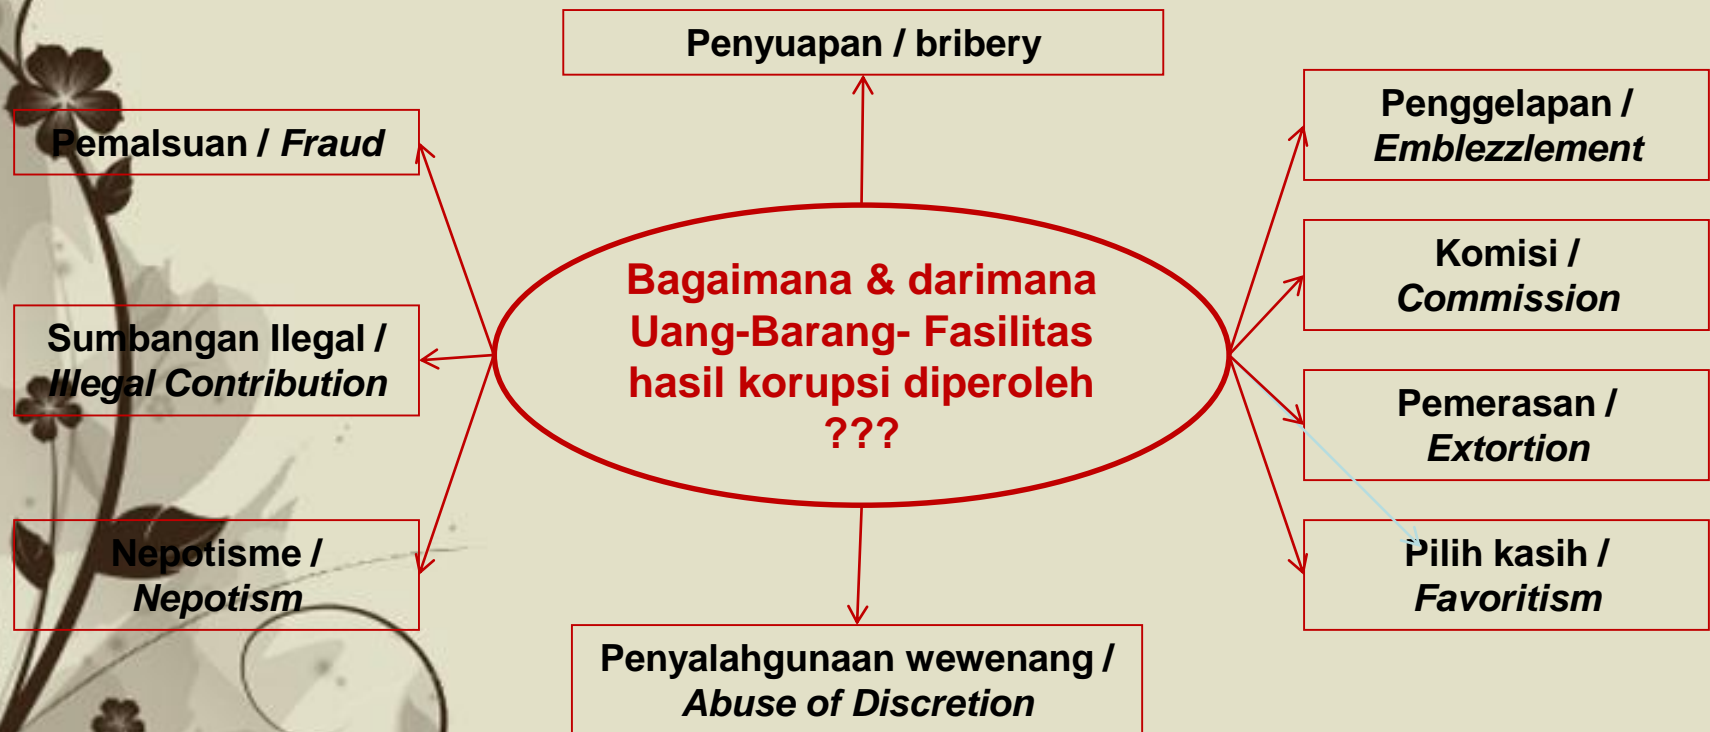 Penyuapan / bribery
Pemalsuan / Fraud
Penggelapan /
Emblezzlement
Komisi /
Commission
Sumbangan Ilegal /
Illegal Contribution
Bagaimana & darimana
Uang-Barang- Fasilitas
hasil korupsi diperoleh
???
Pemerasan /
Extortion
Nepotisme /
Nepotism
Pilih kasih /
Favoritism
Penyalahgunaan wewenang /
Abuse of Discretion